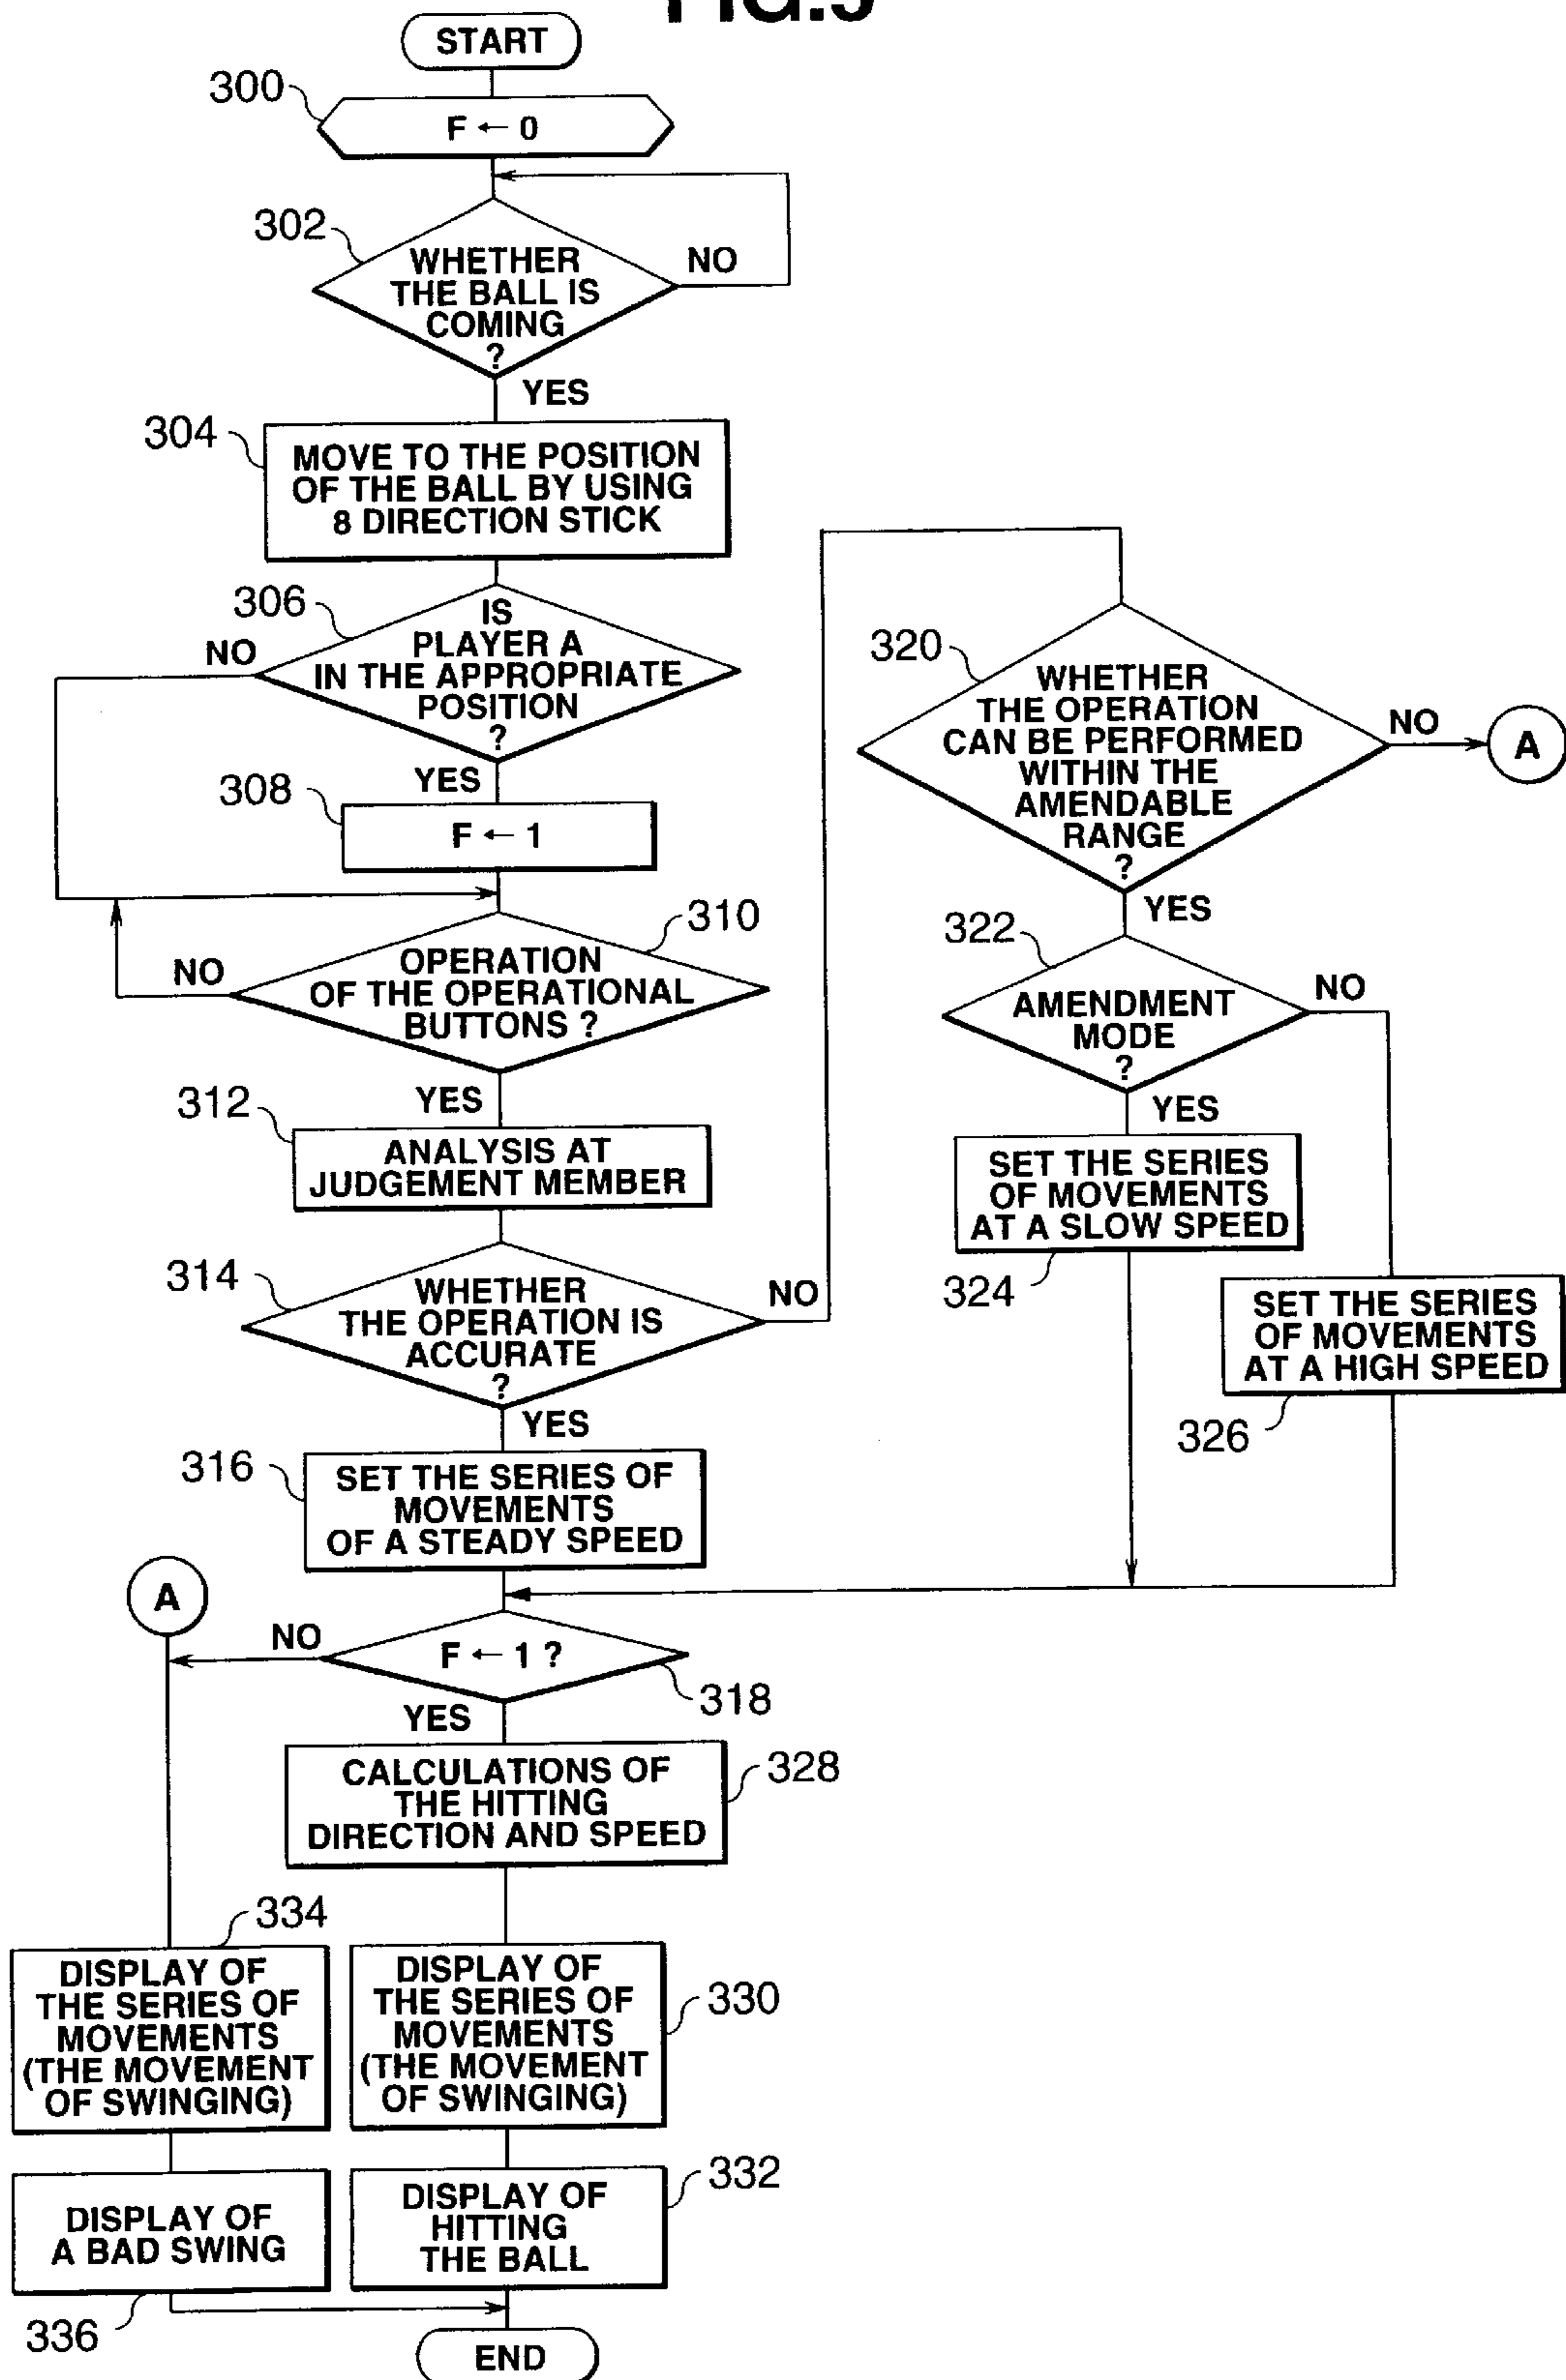 START
300
F ← 0
302
WHETHER
THE BALL IS
COMING
?
NO
YES
304
MOVE TO THE POSITION
OF THE BALL BY USING
8 DIRECTION STICK
306
IS
PLAYER A
IN THE APPROPRIATE
POSITION
?
NO
YES
308
F ← 1
310
OPERATION
OF THE OPERATIONAL
BUTTONS ?
NO
YES
312
ANALYSIS AT
JUDGEMENT MEMBER
314
WHETHER
THE OPERATION IS
ACCURATE
?
NO
YES
316
SET THE SERIES OF
MOVEMENTS
OF A STEADY SPEED
320
WHETHER
THE OPERATION
CAN BE PERFORMED
WITHIN THE
AMENDABLE
RANGE
?
NO
A
YES
322
AMENDMENT
MODE
?
NO
YES
SET THE SERIES
OF MOVEMENTS
AT A SLOW SPEED
324
SET THE SERIES
OF MOVEMENTS
AT A HIGH SPEED
326
A
NO
F ← 1 ?
318
YES
CALCULATIONS OF
THE HITTING
DIRECTION AND SPEED
328
334
DISPLAY OF
THE SERIES OF
MOVEMENTS
(THE MOVEMENT
OF SWINGING)
DISPLAY OF
THE SERIES OF
MOVEMENTS
(THE MOVEMENT
OF SWINGING)
330
DISPLAY OF
A BAD SWING
336
DISPLAY OF
HITTING
THE BALL
332
END